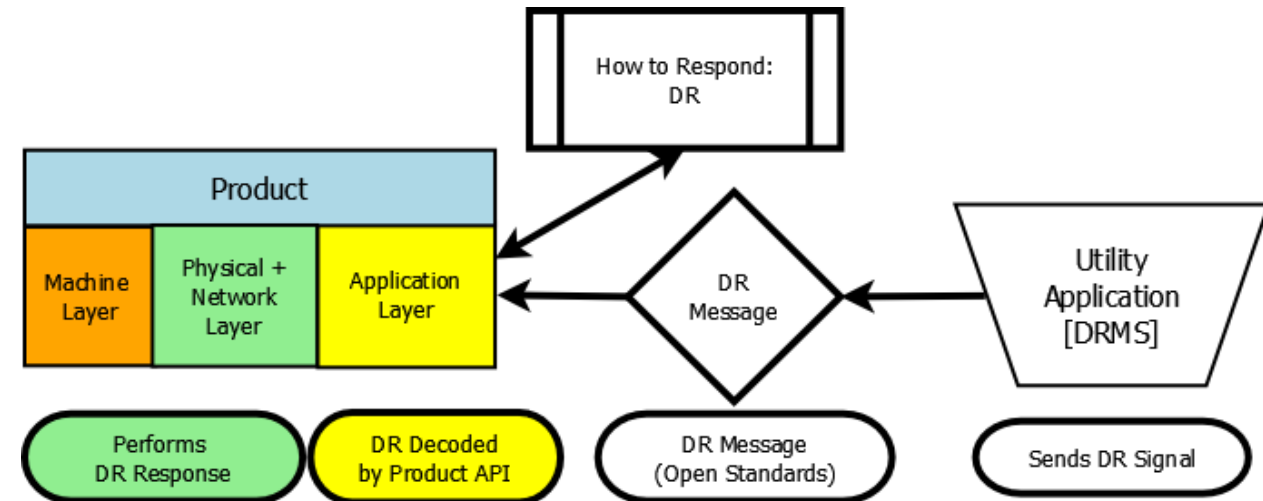 How to Respond:
DR
Product
Machine
Layer
Physical +
Network
Layer
Application
Layer
DR
Message
Utility
Application
[DRMS]
Performs
DR Response
DR Decoded
by Product API
DR Message
(Open Standards)
Sends DR Signal